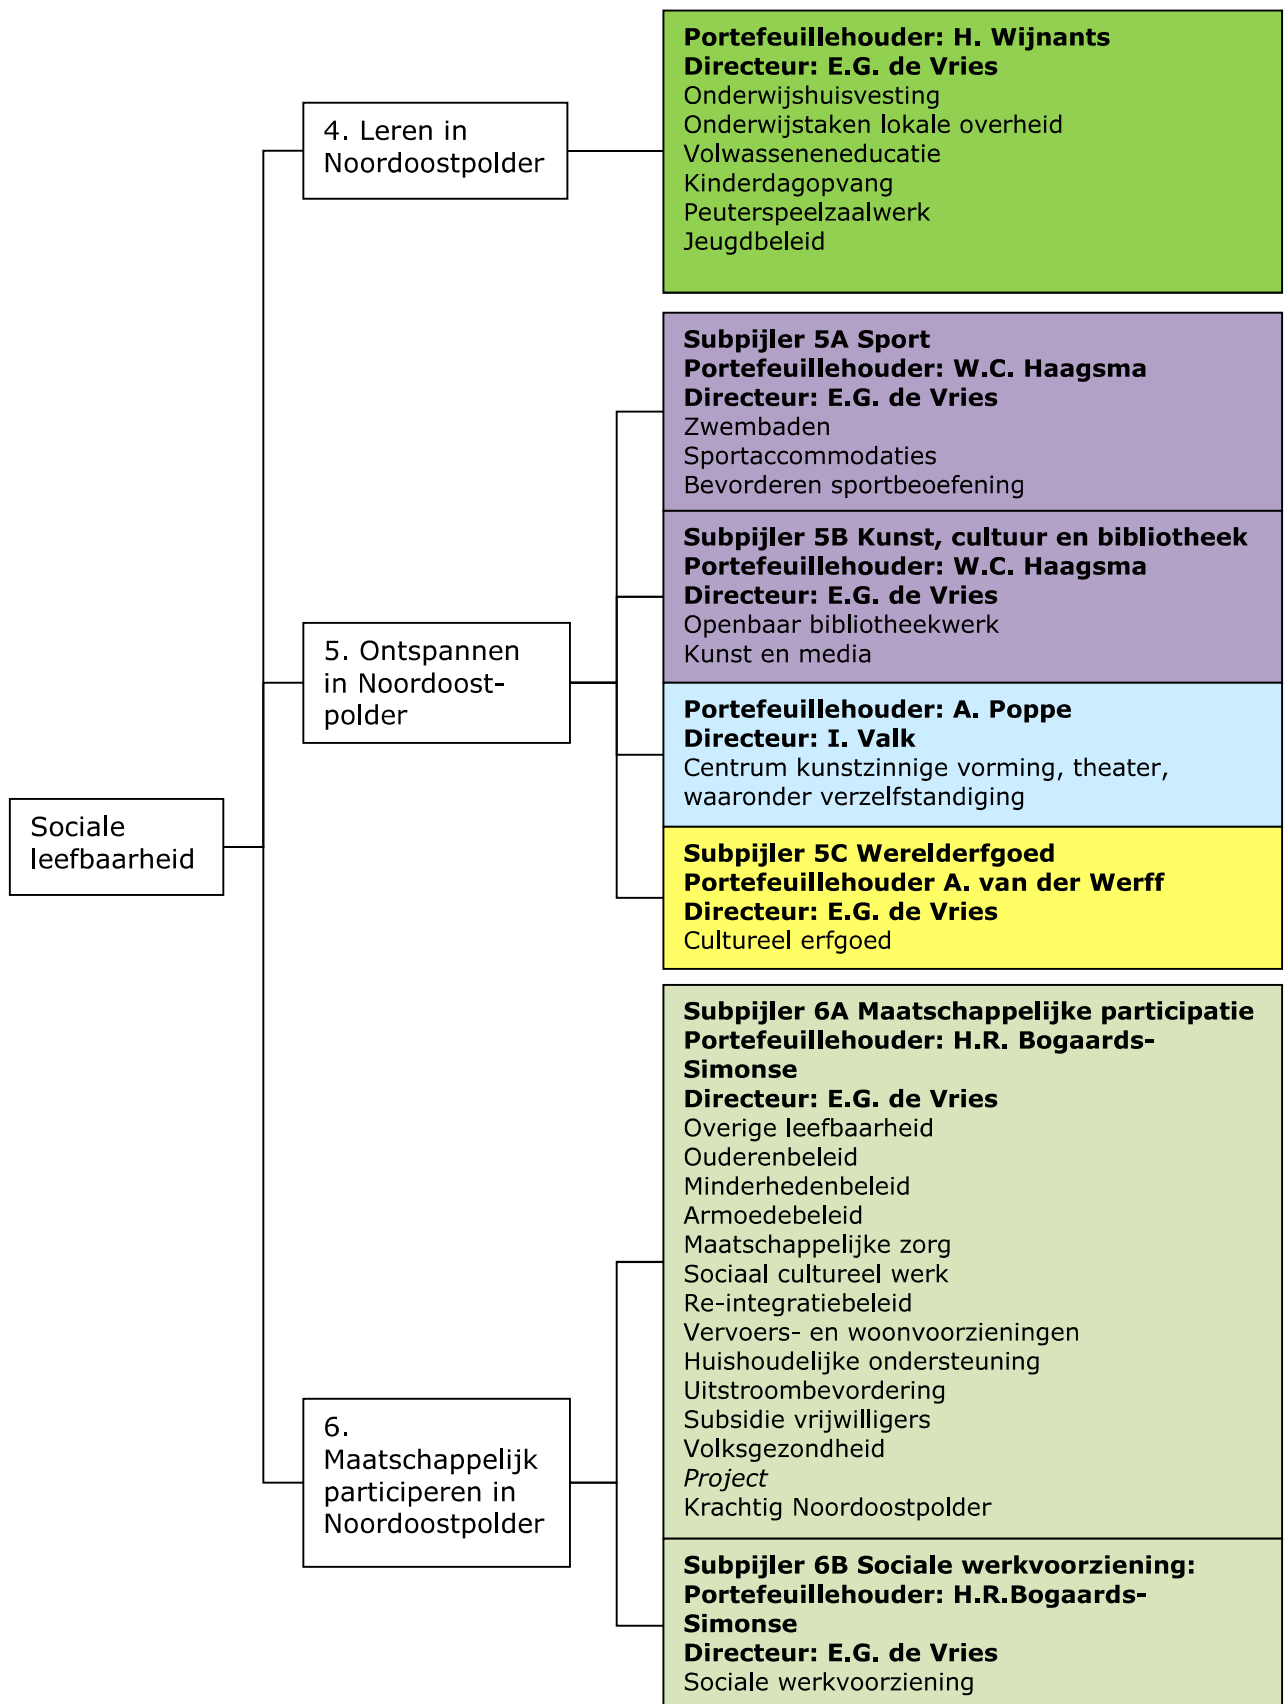 Sociale
leefbaarheid
4. Leren in
Noordoostpolder
Portefeuillehouder: H. Wijnants
Directeur: E.G. de Vries
Onderwijshuisvesting
Onderwijstaken lokale overheid
Volwasseneneducatie
Kinderdagopvang
Peuterspeelzaalwerk
Jeugdbeleid
5. Ontspannen
in Noordoost-
polder
Subpijler 5A Sport
Portefeuillehouder: W.C. Haagsma
Directeur: E.G. de Vries
Zwembaden
Sportaccommodaties
Bevorderen sportbeoefening
Subpijler 5B Kunst, cultuur en bibliotheek
Portefeuillehouder: W.C. Haagsma
Directeur: E.G. de Vries
Openbaar bibliotheekwerk
Kunst en media
Portefeuillehouder: A. Poppe
Directeur: I. Valk
Centrum kunstzinnige vorming, theater,
waaronder verzelfstandiging
Subpijler 5C Werelderfgoed
Portefeuillehouder A. van der Werff
Directeur: E.G. de Vries
Cultureel erfgoed
6.
Maatschappelijk
participeren in
Noordoostpolder
Subpijler 6A Maatschappelijke participatie
Portefeuillehouder: H.R. Bogaards-
Simonse
Directeur: E.G. de Vries
Overige leefbaarheid
Ouderenbeleid
Minderhedenbeleid
Armoedebeleid
Maatschappelijke zorg
Sociaal cultureel werk
Re-integratiebeleid
Vervoers- en woonvoorzieningen
Huishoudelijke ondersteuning
Uitstroombevordering
Subsidie vrijwilligers
Volksgezondheid
Project
Krachtig Noordoostpolder
Subpijler 6B Sociale werkvoorziening:
Portefeuillehouder: H.R.Bogaards-
Simonse
Directeur: E.G. de Vries
Sociale werkvoorziening